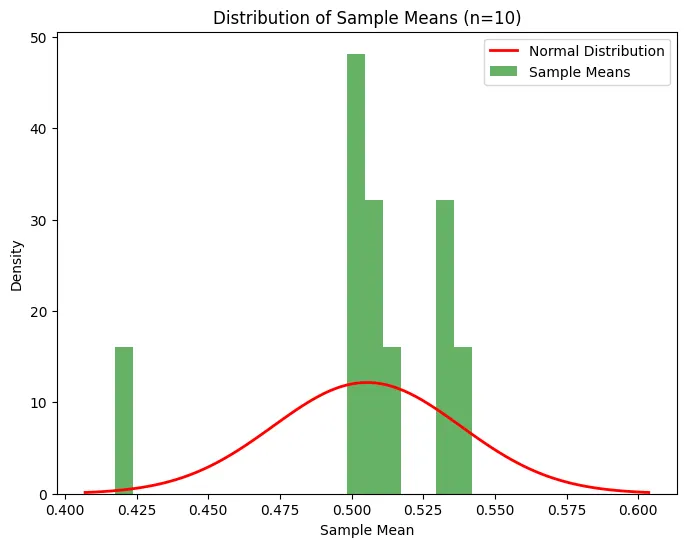 Distribution of Sample Means (n=10)
Normal Distribution
Sample Means
50
40
30
20
10
0
Density
0.400 0.425 0.450 0.475 0.500 0.525 0.550 0.575 0.600
Sample Mean